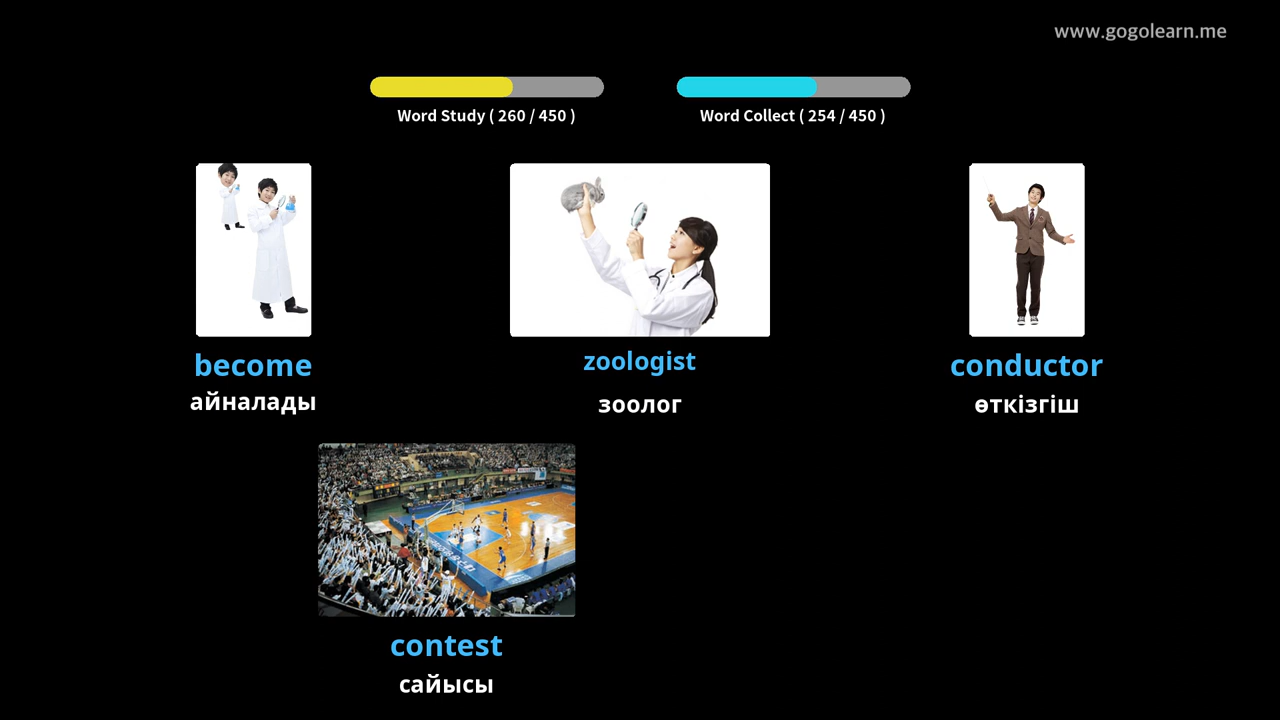 www.gogolearn.me
Word Study ( 260 / 450 )
Word Collect ( 254 / 450 )
become
айналады
zoologist
зоолог
conductor
өткізгіш
contest
сайысы